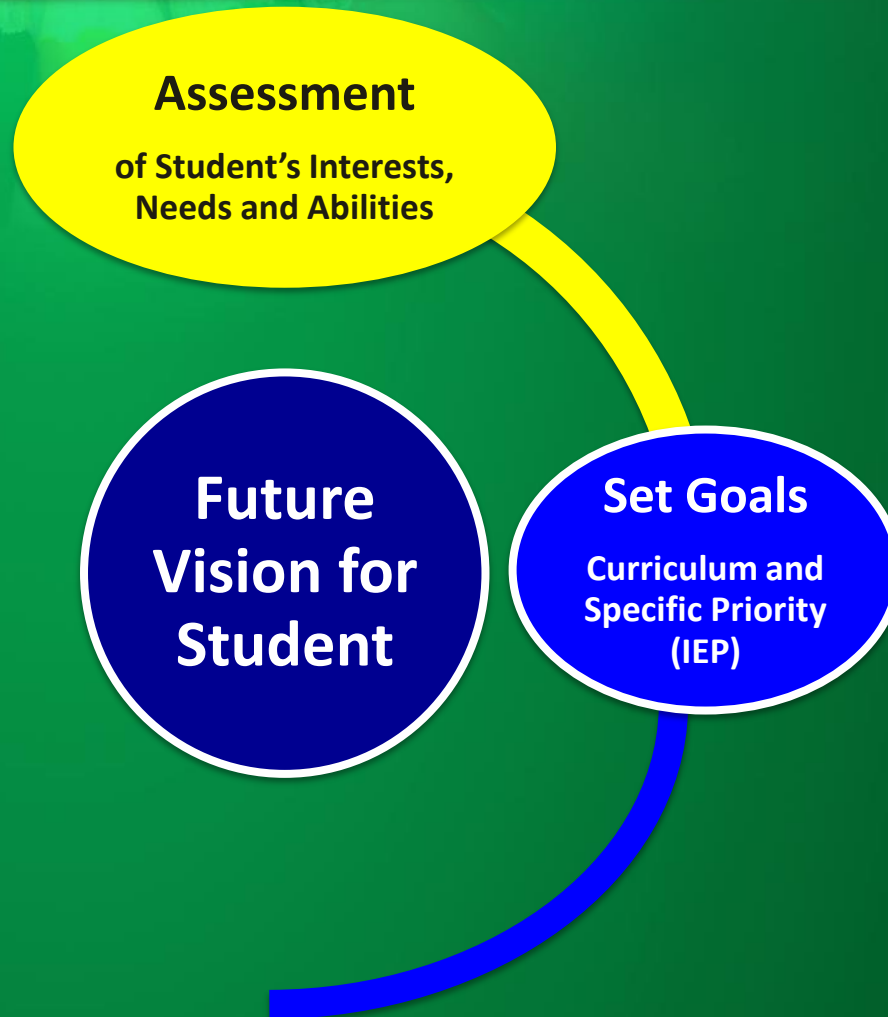 Assessment
of Student’s Interests,
Needs and Abilities
Future
Vision for
Student
Set Goals
Curriculum and
Specific Priority
(IEP)